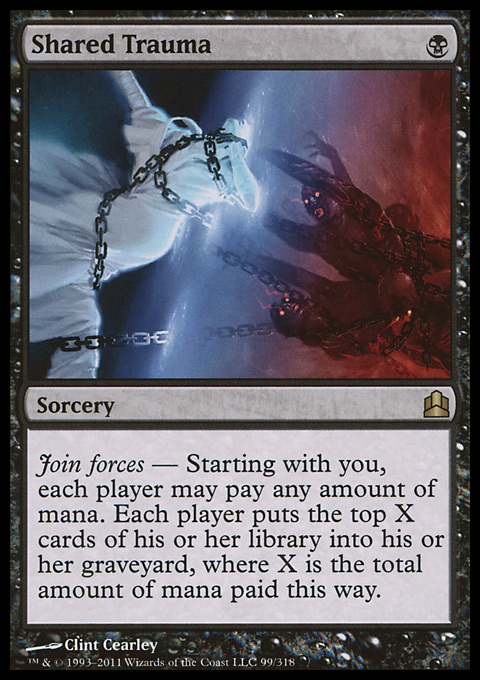 Shared Trauma
Sorcery
Join forces — Starting with you,
each player may pay any amount of
mana. Each player puts the top X
cards of his or her library into his or
her graveyard, where X is the total
amount of mana paid this way.
Clint Cearley
™ & © 1993–2011 Wizards of the Coast LLC 99/318